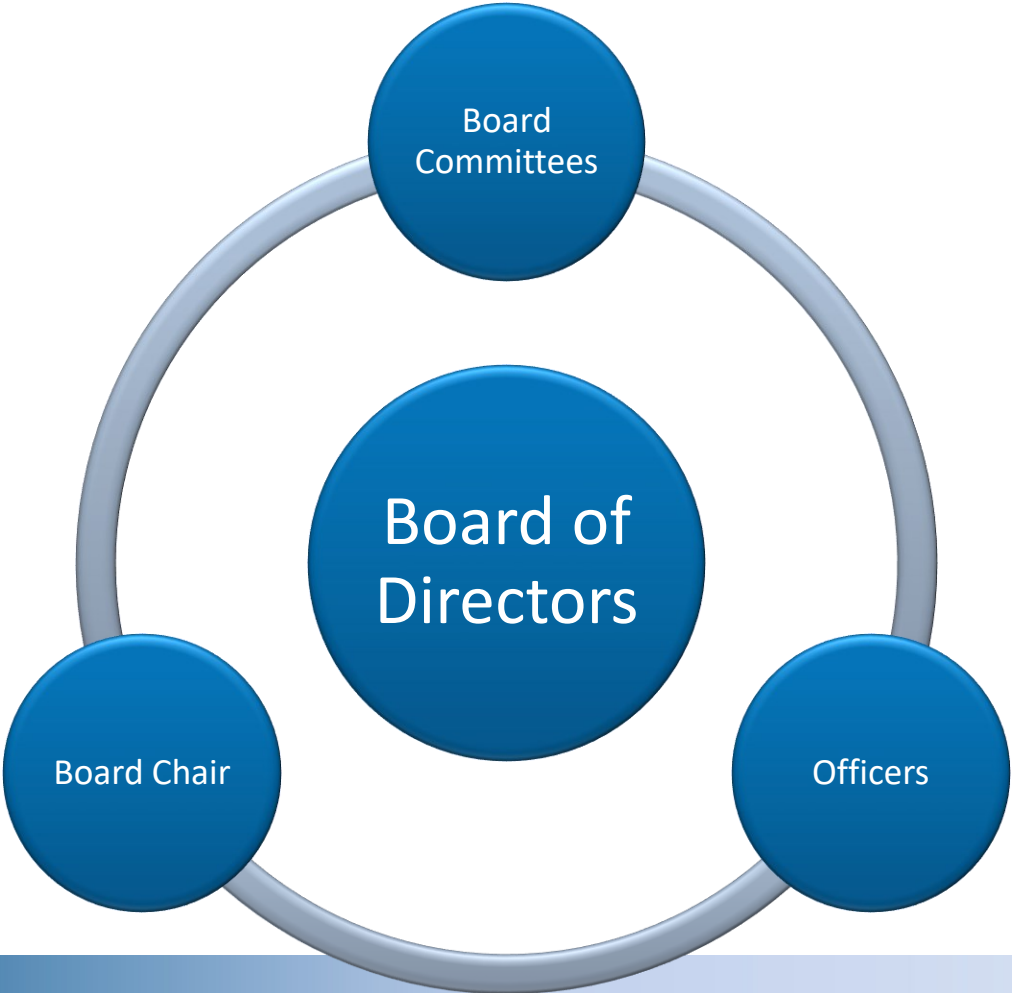 Board
Committees
Board of
Directors
Board Chair
Officers